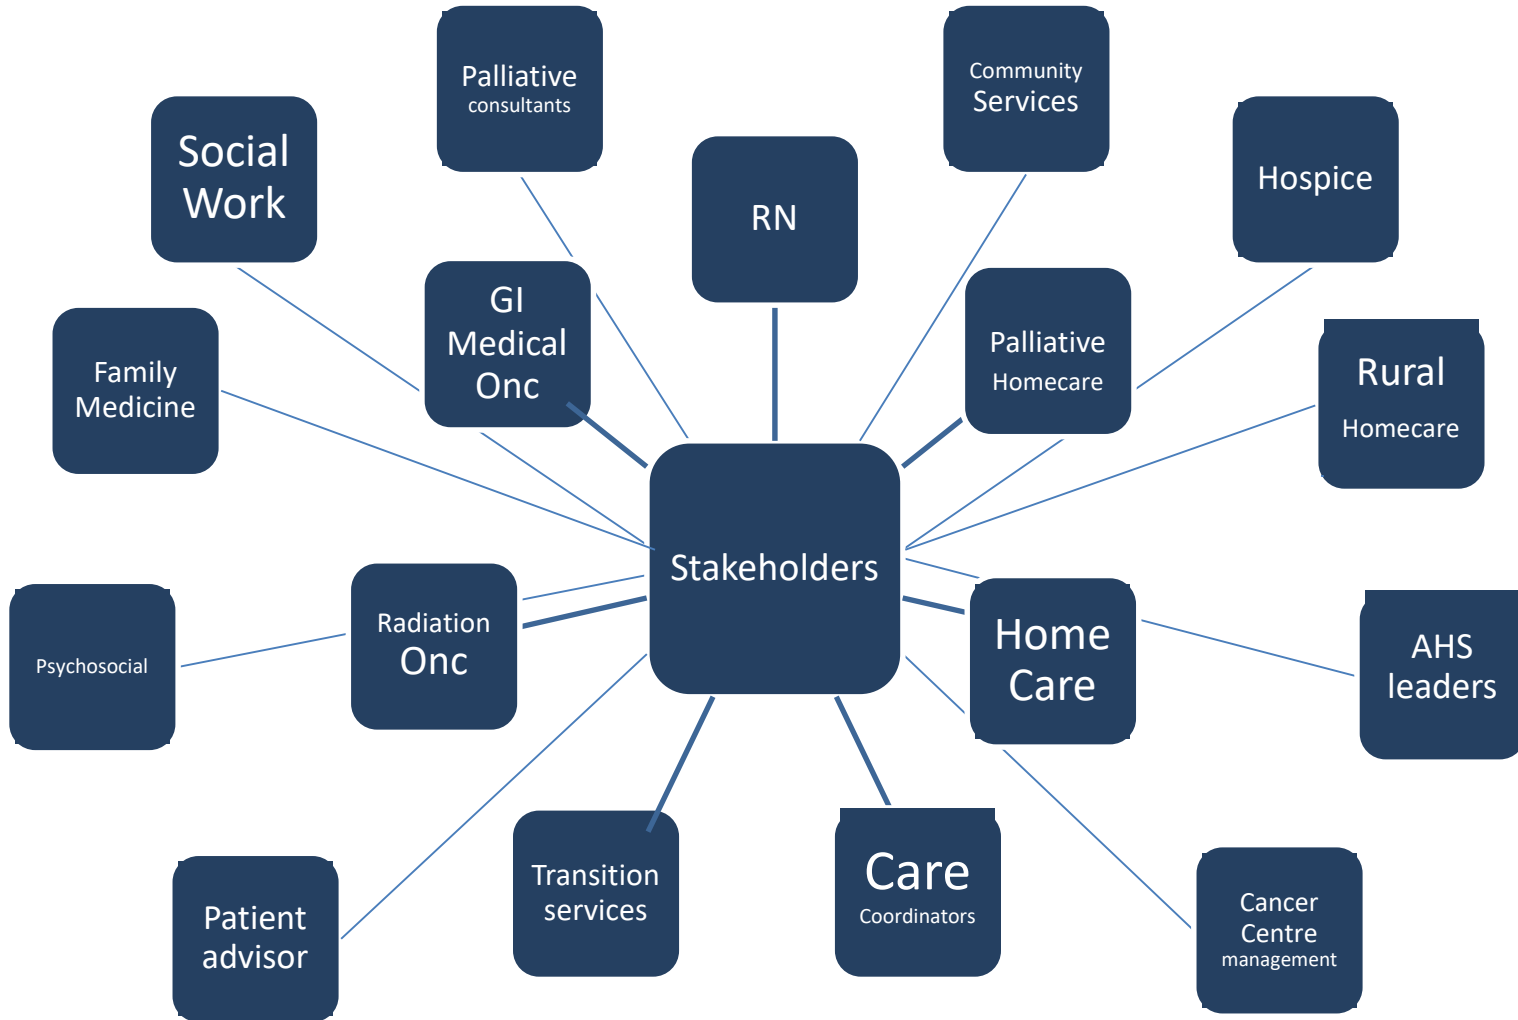 Palliative
consultants
Community
Services
Social
Work
RN
Hospice
GI
Medical
Onc
Palliative
Homecare
Family
Medicine
Rural
Homecare
Stakeholders
Psychosocial
Radiation
Onc
Home
Care
AHS
leaders
Patient
advisor
Transition
services
Care
Coordinators
Cancer
Centre
management